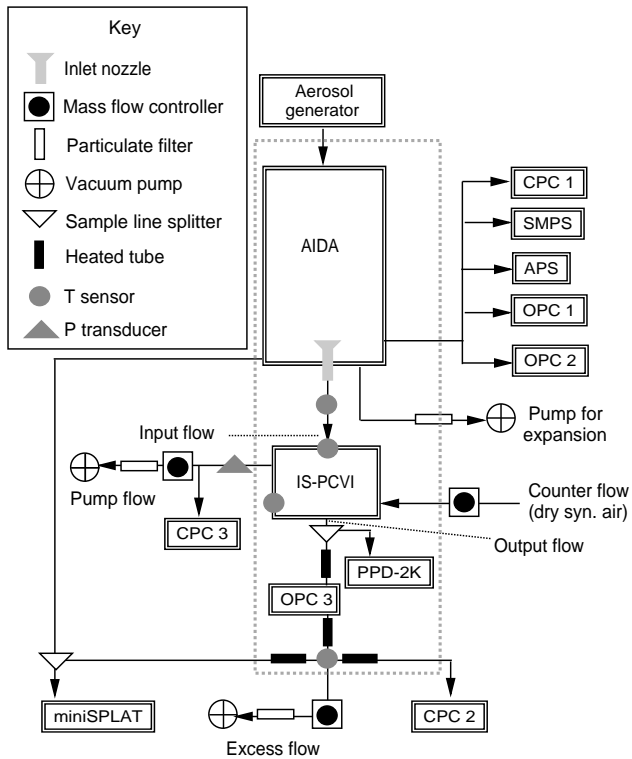 Key
Inlet nozzle
Mass flow controller
Particulate filter
Vacuum pump
Sample line splitter
Heated tube
T sensor
P transducer
Aerosol
generator
AIDA
CPC 1
SMPS
APS
OPC 1
OPC 2
Pump for
expansion
Input flow
IS-PCVI
Pump flow
CPC 3
Counter flow
(dry syn. air)
Output flow
PPD-2K
OPC 3
miniSPLAT
CPC 2
Excess flow